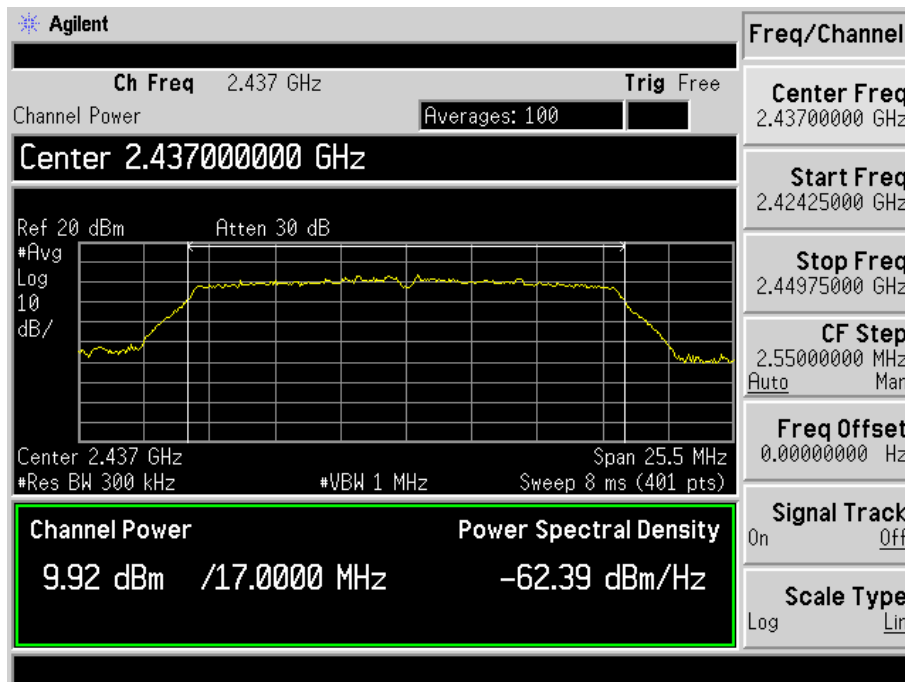 Agilent
Freq/Channel
Ch Freq 2.437 GHz Trig Free
Channel Power Averages: 100
Center 2.437000000 GHz
Ref 20 dBm Atten 30 dB
#Avg
Log
10
dB/
Center 2.437 GHz Span 25.5 MHz
#Res BW 300 kHz #VBW 1 MHz Sweep 8 ms (401 pts)
Channel Power Power Spectral Density
9.92 dBm /17.0000 MHz -62.39 dBm/Hz
Center Freq
2.43700000 GHz
Start Freq
2.42425000 GHz
Stop Freq
2.44975000 GHz
CF Step
2.55000000 MHz
Auto Man
Freq Offset
0.00000000 Hz
Signal Track
On Off
Scale Type
Log Lin